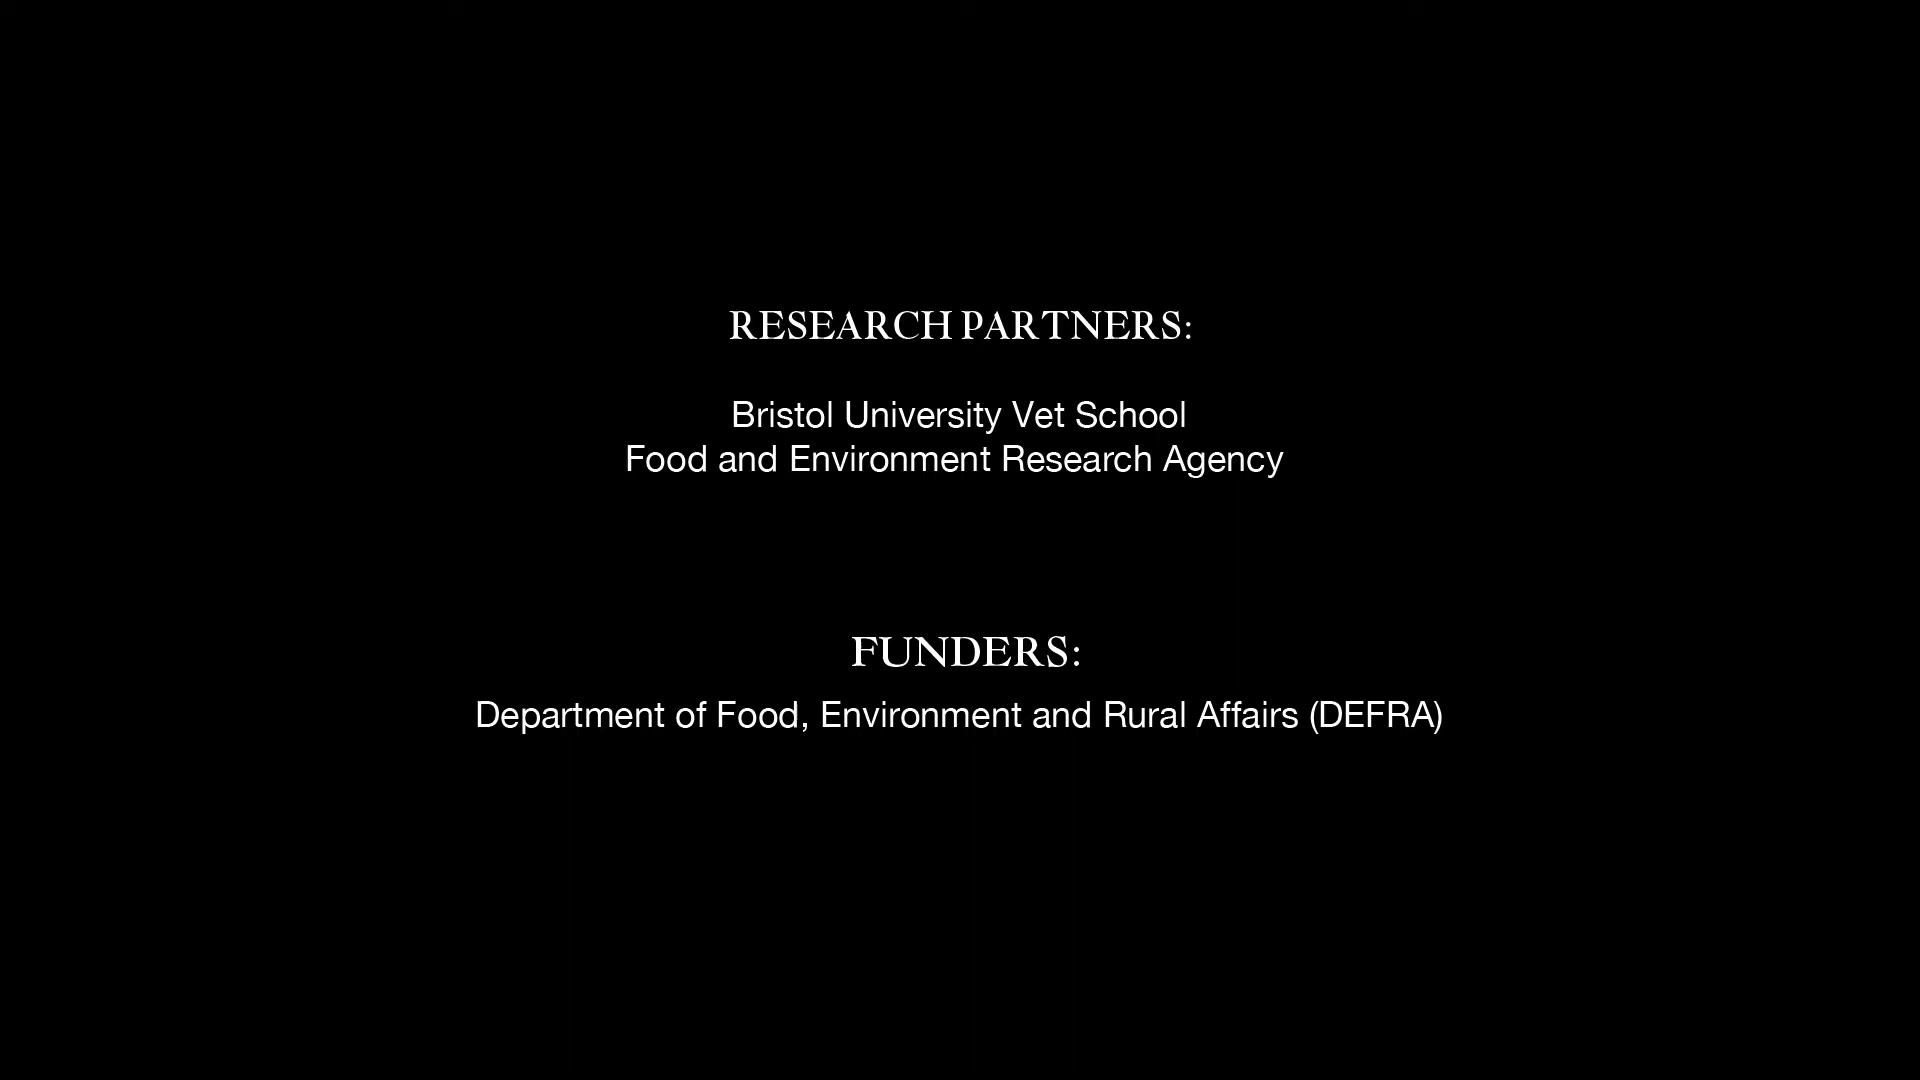 RESEARCH PARTNERS:
Bristol University Vet School
Food and Environment Research Agency
FUNDERS:
Department of Food, Environment and Rural Affairs (DEFRA)